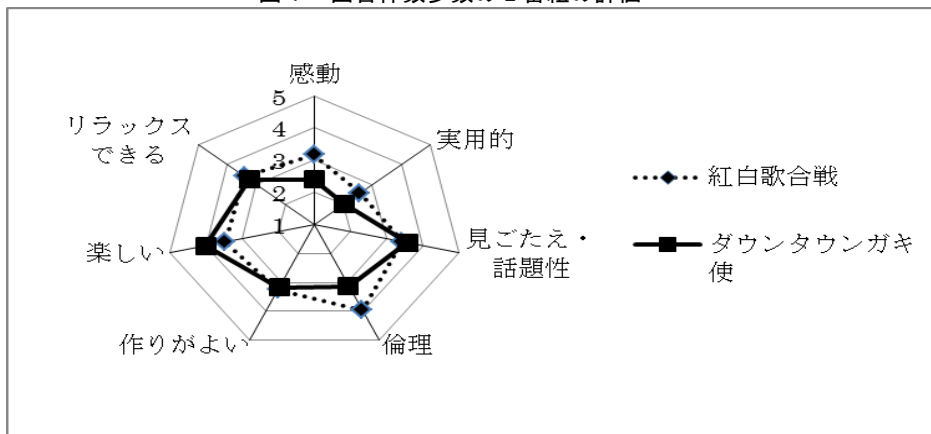 感動
5
4
3
2
1
実用的
見ごたえ・
話題性
倫理
作りがよい
楽しい
リラックス
できる
紅白歌合戦
ダウンタウンガキ
使